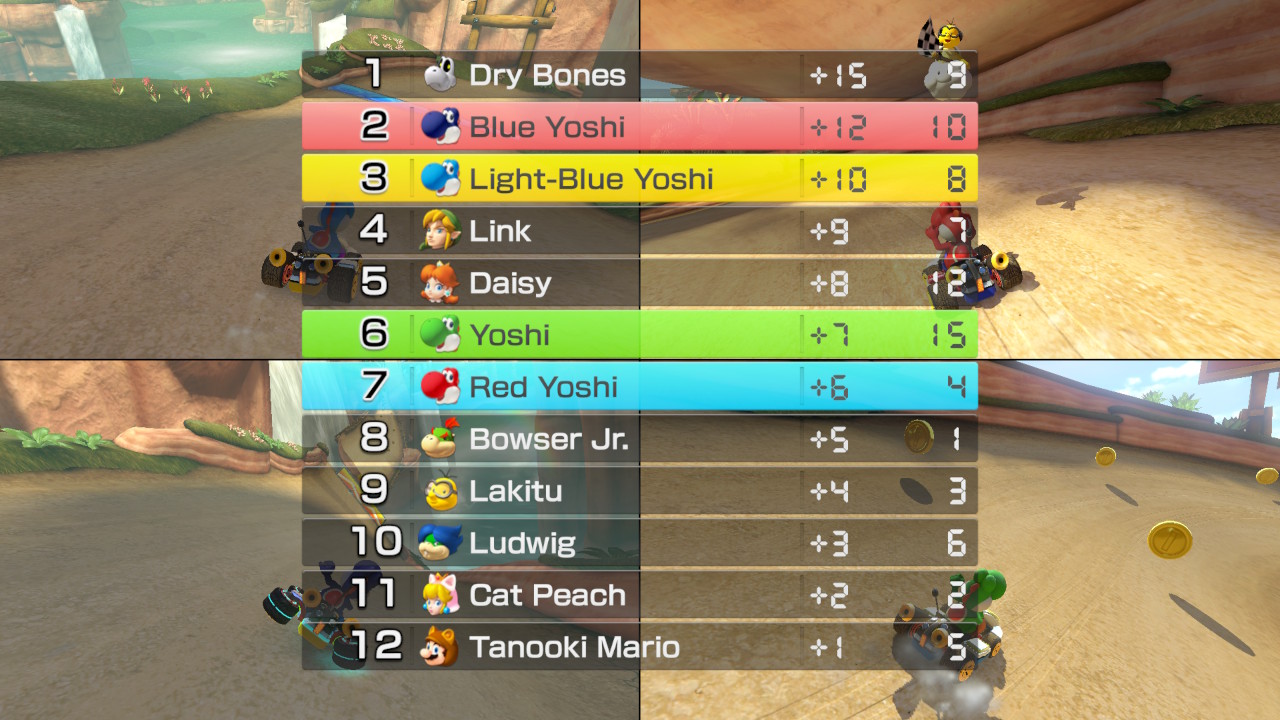 1 Dry Bones +15 9
2 Blue Yoshi +12 10
3 Light-Blue Yoshi +10 8
4 Link +9 7
5 Daisy +8 12
6 Yoshi +7 15
7 Red Yoshi +6 4
8 Bowser Jr. +5 1
9 Lakitu +4 3
10 Ludwig +3 6
11 Cat Peach +2 2
12 Tanooki Mario +1 5